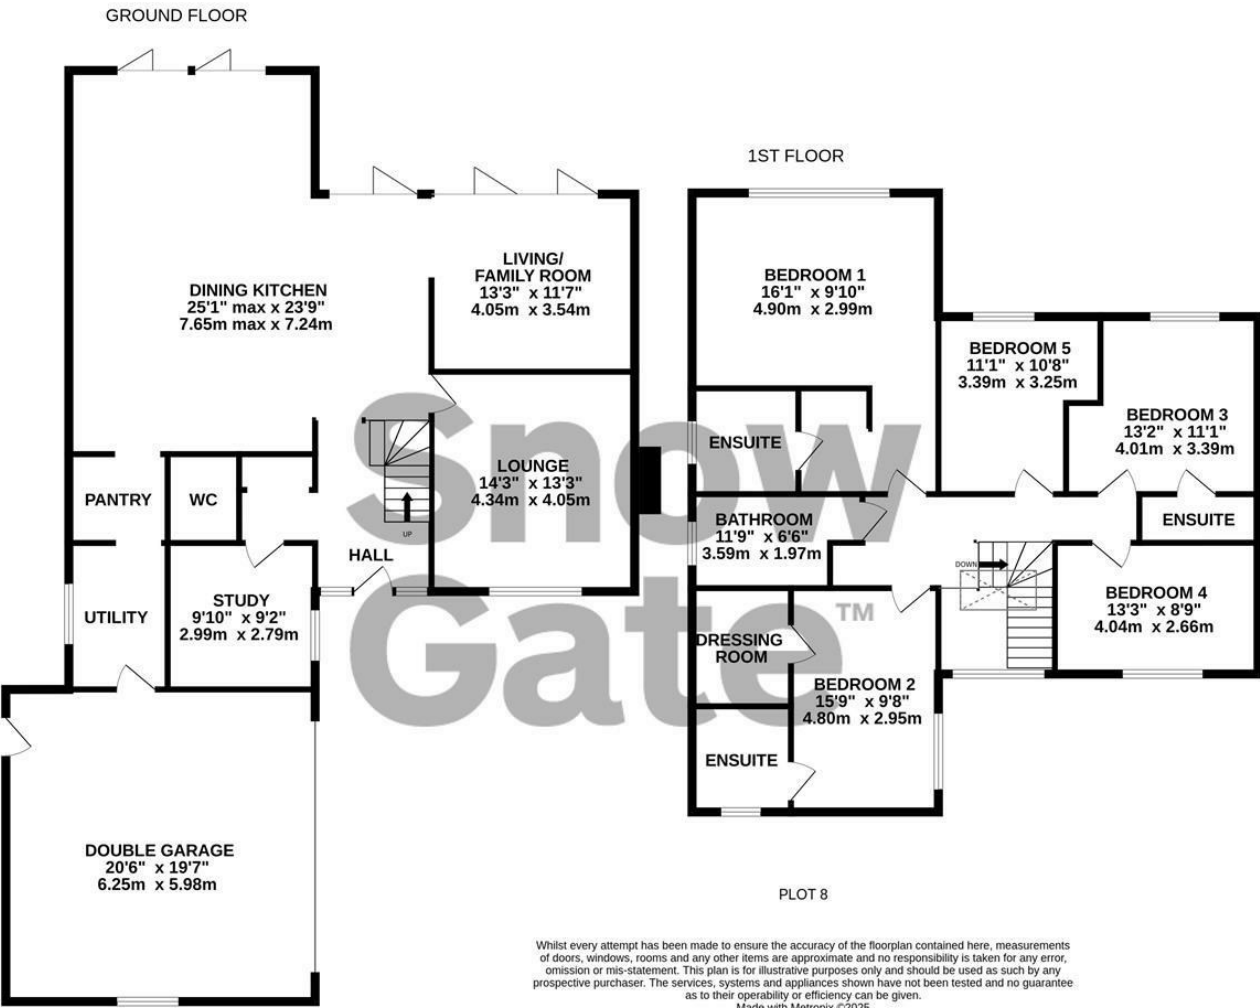 GROUND FLOOR
DINING KITCHEN
25'1" max x 23'9"
7.65m max x 7.24m
LIVING/
FAMILY ROOM
13'3" x 11'7"
4.05m x 3.54m
LOUNGE
14'3" x 13'3"
4.34m x 4.05m
PANTRY
WC
UP
HALL
UTILITY
STUDY
9'10" x 9'2"
2.99m x 2.79m
DOUBLE GARAGE
20'6" x 19'7"
6.25m x 5.98m
1ST FLOOR
BEDROOM 1
16'1" x 9'10"
4.90m x 2.99m
BEDROOM 5
11'1" x 10'8"
3.39m x 3.25m
BEDROOM 3
13'2" x 11'1"
4.01m x 3.39m
ENSUITE
BATHROOM
11'9" x 6'6"
3.59m x 1.97m
ENSUITE
DOWN
BEDROOM 4
13'3" x 8'9"
4.04m x 2.66m
DRESSING
ROOM
BEDROOM 2
15'9" x 9'8"
4.80m x 2.95m
ENSUITE
Snow
Gate™
PLOT 8
Whilst every attempt has been made to ensure the accuracy of the floorplan contained here, measurements
of doors, windows, rooms and any other items are approximate and no responsibility is taken for any error,
omission or mis-statement. This plan is for illustrative purposes only and should be used as such by any
prospective purchaser. The services, systems and appliances shown have not been tested and no guarantee
as to their operability or efficiency can be given.
Made with Metropix ©2025